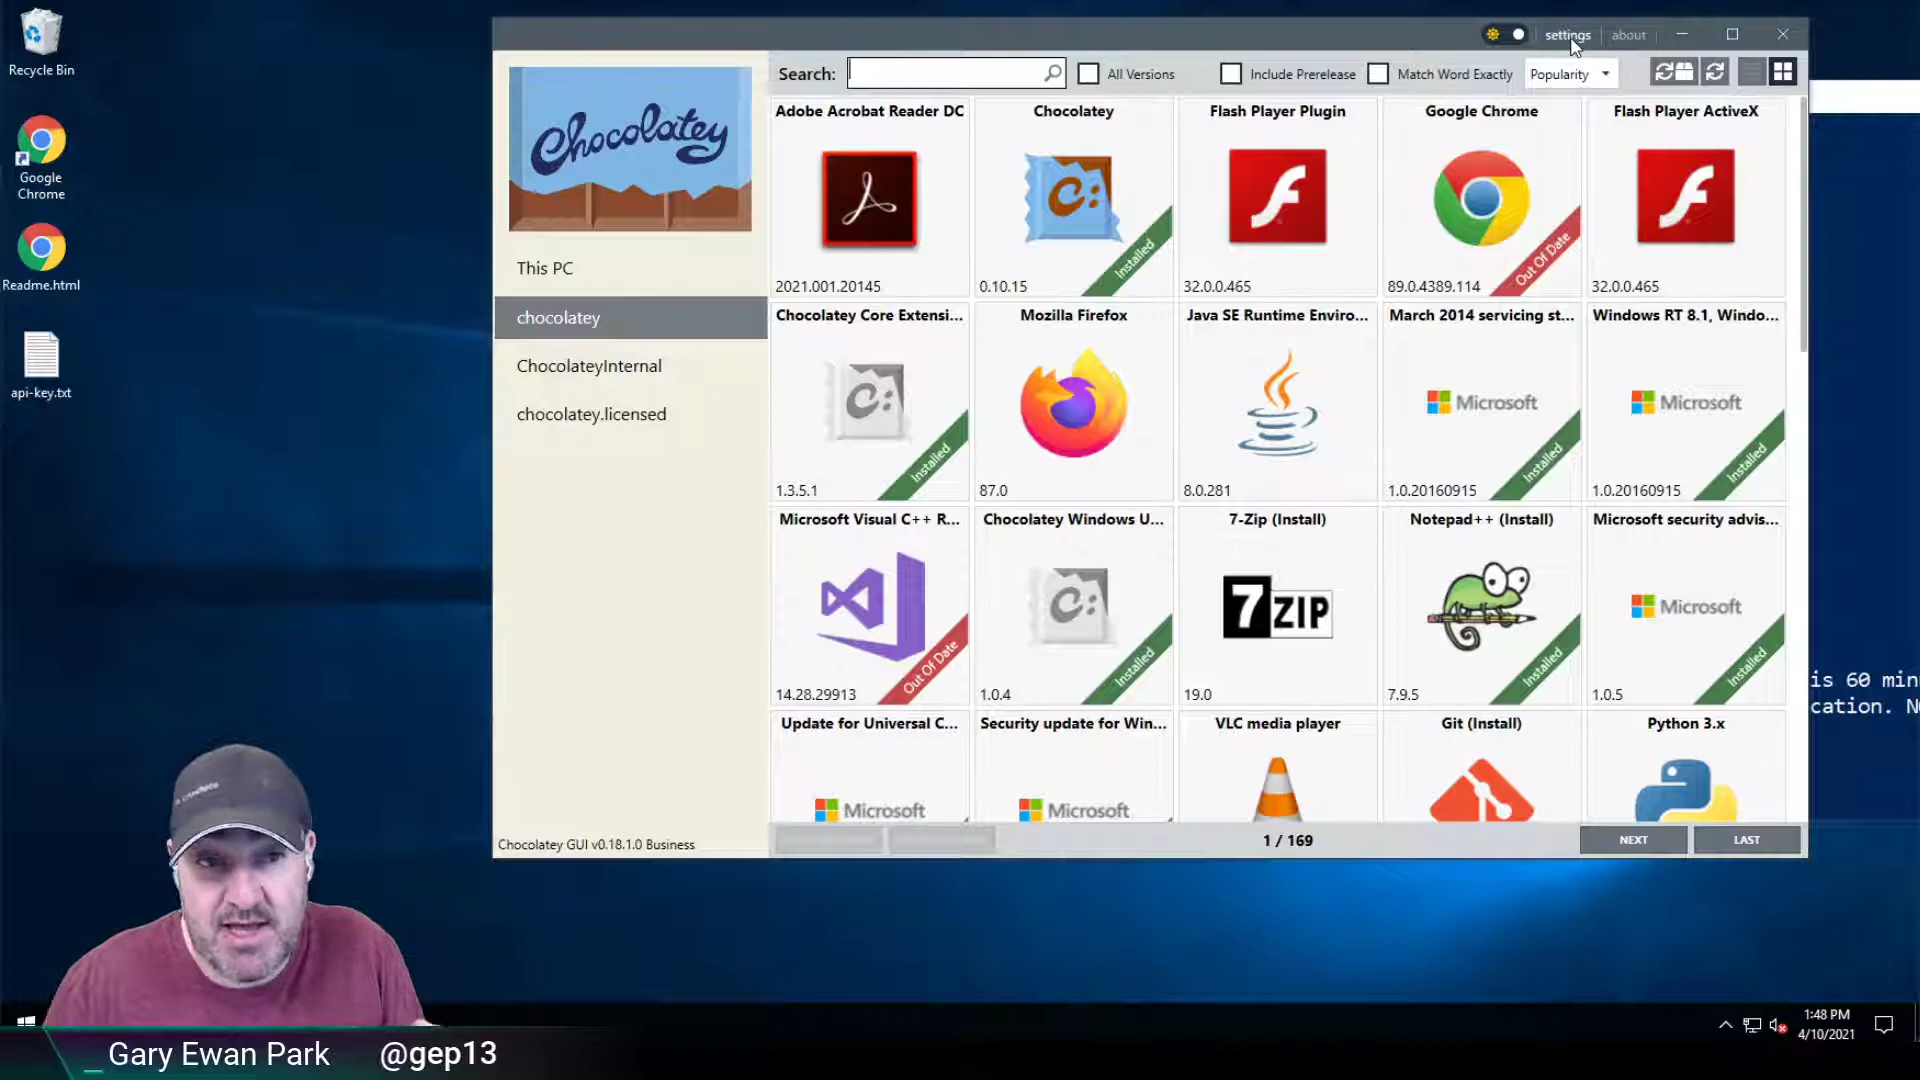 Recycle Bin
Google
Chrome
Readme.html
api-key.txt
settings
about
Chocolatey
Search:
All Versions
Include Prerelease
Match Word Exactly
Popularity
This PC
chocolatey
ChocolateyInternal
chocolatey.licensed
Chocolatey GUI v0.18.1.0 Business
Adobe Acrobat Reader DC
2021.001.20145
Chocolatey
C:
Installed
0.10.15
Flash Player Plugin
32.0.0.465
Google Chrome
Out Of Date
89.0.4389.114
Flash Player ActiveX
32.0.0.465
Chocolatey Core Extensi...
C:
Installed
1.3.5.1
Mozilla Firefox
87.0
Java SE Runtime Enviro...
8.0.281
March 2014 servicing st...
Microsoft
Installed
1.0.20160915
Windows RT 8.1, Windo...
Microsoft
Installed
1.0.20160915
Microsoft Visual C++ R...
Out Of Date
14.28.29913
Chocolatey Windows U...
C:
Installed
1.0.4
7-Zip (Install)
7ZIP
19.0
Notepad++ (Install)
Installed
7.9.5
Microsoft security advis...
Microsoft
Installed
1.0.5
Update for Universal C...
Microsoft
Security update for Win...
Microsoft
VLC media player
Git (Install)
Python 3.x
1 / 169
NEXT
LAST
is 60 min
cation. N
1:48 PM
4/10/2021
_ Gary Ewan Park
@gep13